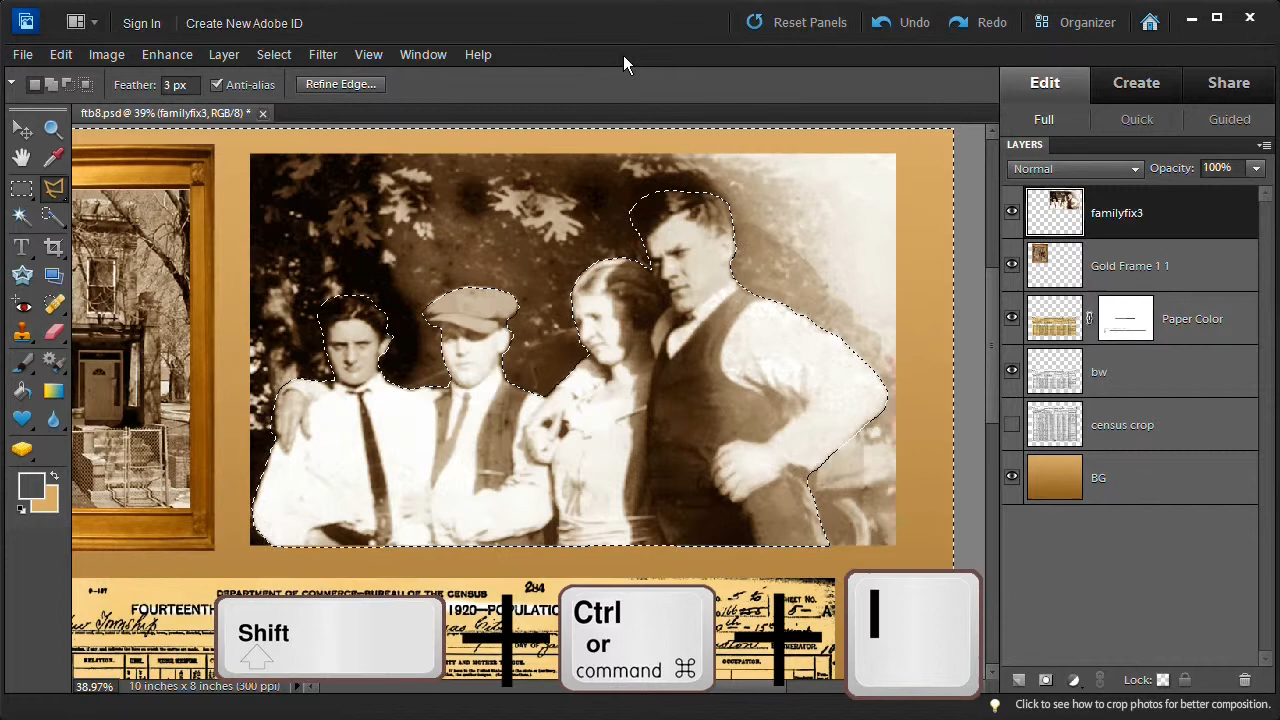 Sign In Create New Adobe ID Reset Panels Undo Redo Organizer
File Edit Image Enhance Layer Select Filter View Window Help
Feather: 3 px Anti-alias Refine Edge...
Edit Create Share
ftb8.psd @ 39% (familyfix3, RGB/8) *
Full Quick Guided
LAYERS
Normal Opacity: 100%
familyfix3
Gold Frame 1 1
Paper Color
bw
census crop
BG
DEPARTMENT OF COMMERCE-BUREAU OF THE CENSUS
FOURTEENTH
1920-POPULATIO
SHEET NO.
RELATION.
OCCUPATION.
Shift
Ctrl
or
command ⌘
I
Lock:
38.97% 10 inches x 8 inches (300 ppi)
Click to see how to crop photos for better composition.